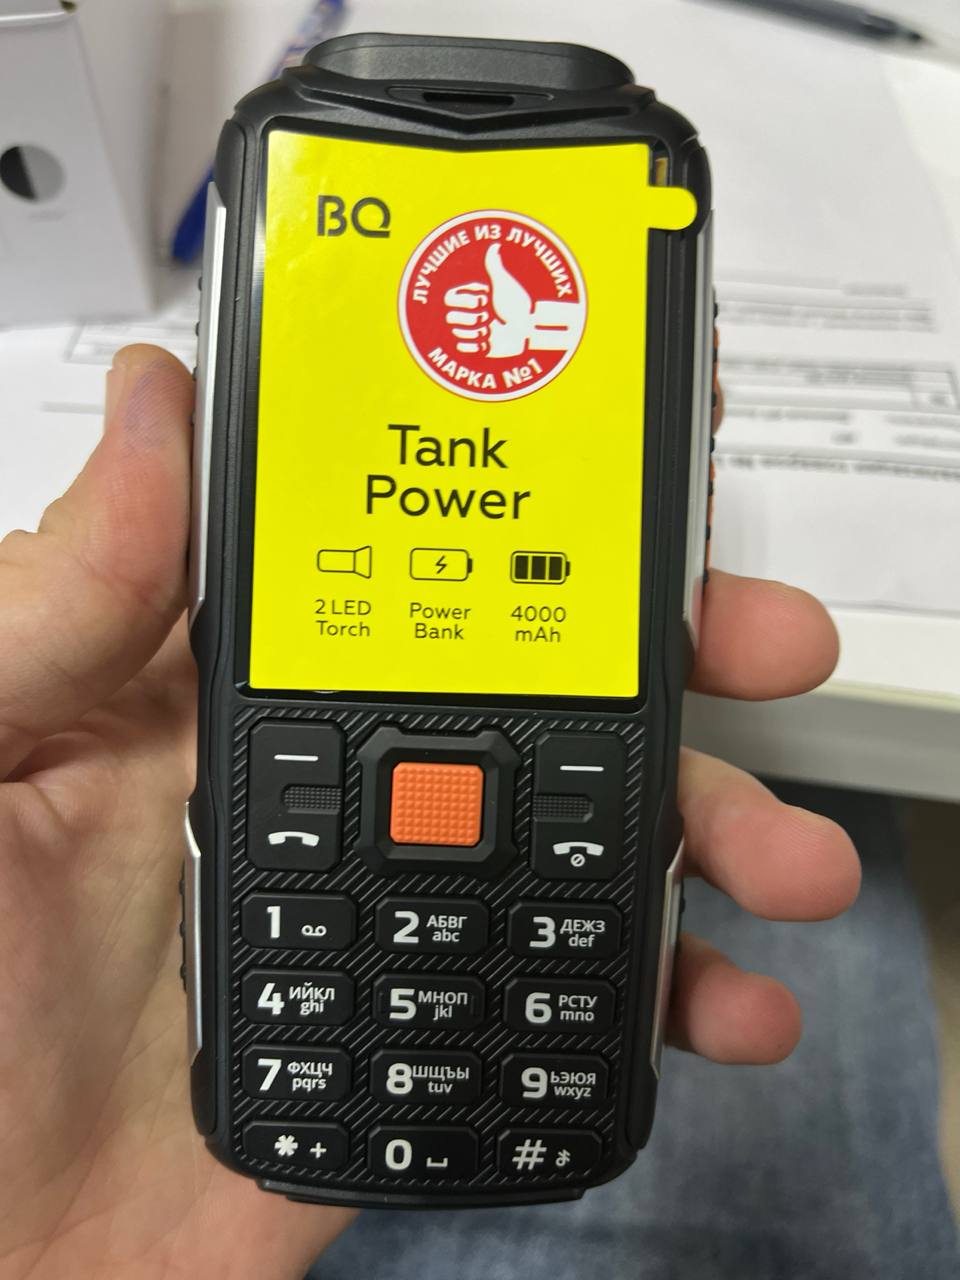 BQ
ЛУЧШИЕ ИЗ ЛУЧШИХ
МАРКА №1
Tank
Power
2 LED
Torch
Power
Bank
4000
mAh
1
2 АБВГ
abc
3 ДЕЖЗ
def
4 ИЙКЛ
ghi
5 МНОП
jkl
6 РСТУ
mno
7 ФХЦЧ
pqrs
8 ШЩЪЫ
tuv
9 ЬЭЮЯ
wxyz
* +
0
#